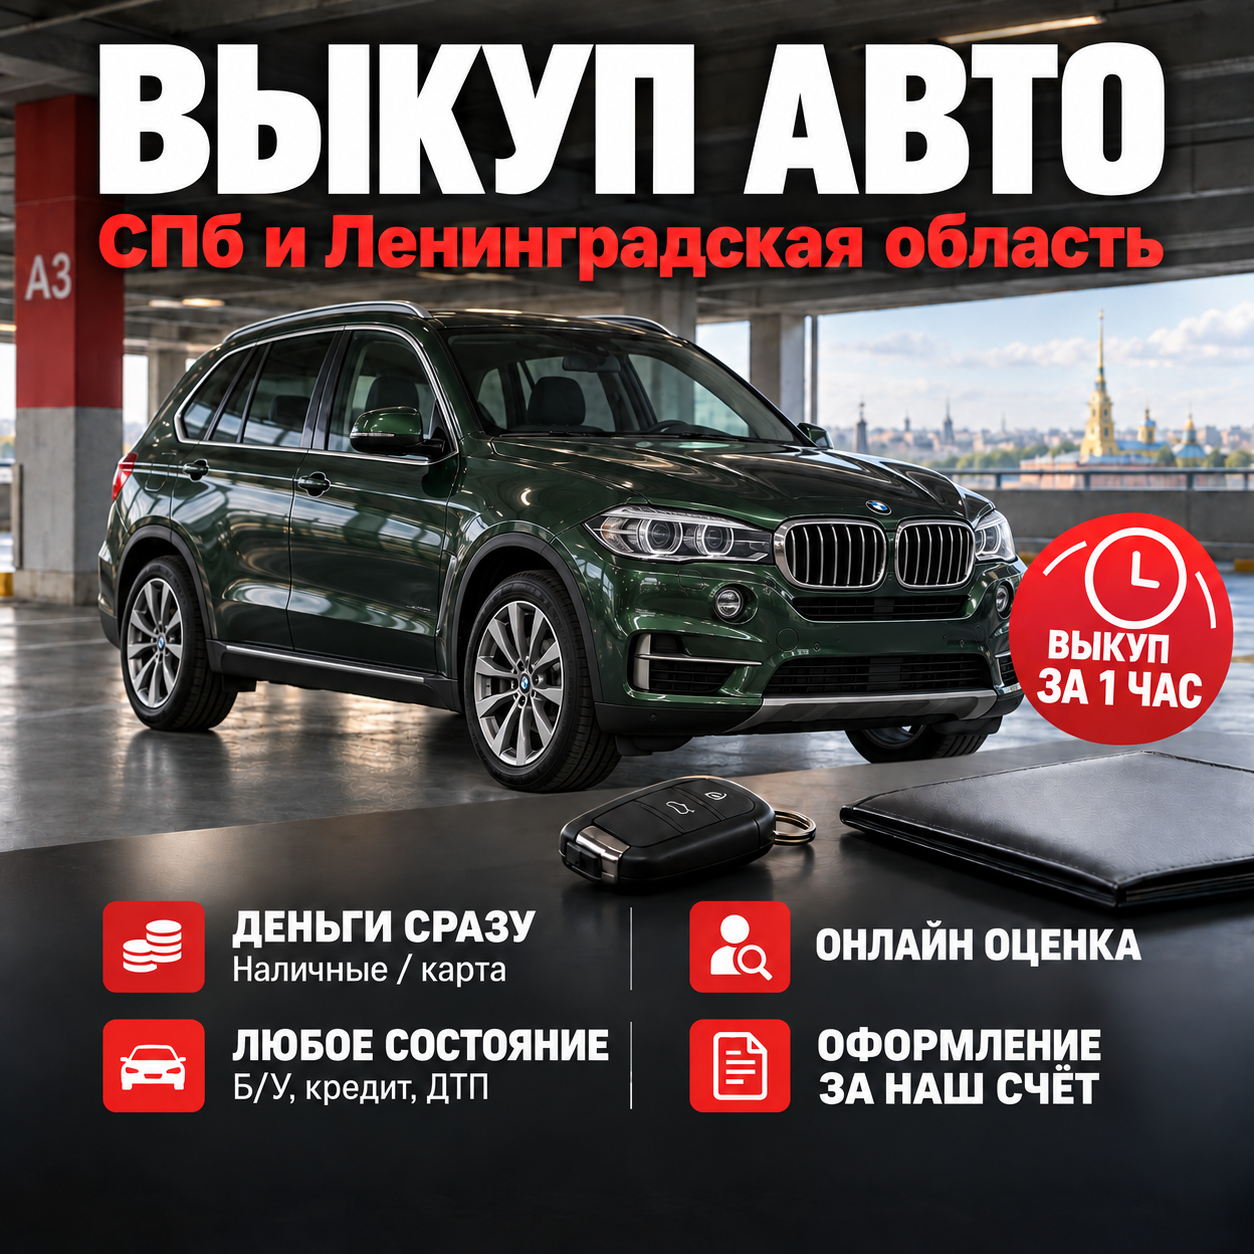 ВЫКУП АВТО
СПб и Ленинградская область
А3
ВЫКУП
ЗА 1 ЧАС
ДЕНЬГИ СРАЗУ
Наличные / карта
ОНЛАЙН ОЦЕНКА
ЛЮБОЕ СОСТОЯНИЕ
Б/У, кредит, ДТП
ОФОРМЛЕНИЕ
ЗА НАШ СЧЁТ